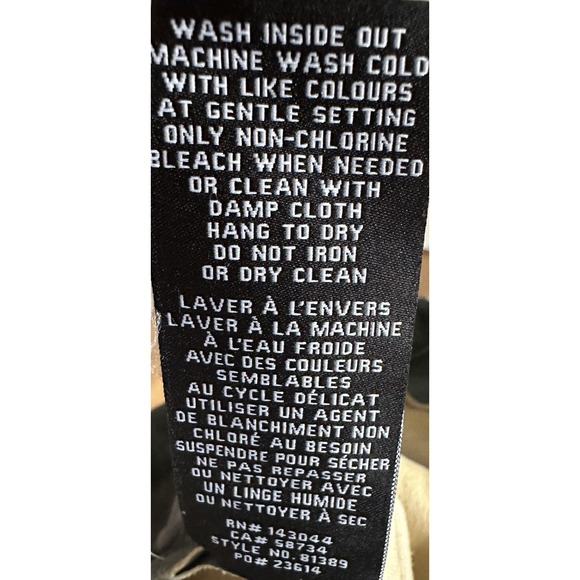 WASH INSIDE OUT
MACHINE WASH COLD
WITH LIKE COLOURS
AT GENTLE SETTING
ONLY NON-CHLORINE
BLEACH WHEN NEEDED
OR CLEAN WITH
DAMP CLOTH
HANG TO DRY
DO NOT IRON
OR DRY CLEAN
LAVER À L'ENVERS
LAVER À LA MACHINE
À L'EAU FROIDE
AVEC DES COULEURS
SEMBLABLES
AU CYCLE DÉLICAT
UTILISER UN AGENT
DE BLANCHIMENT NON
CHLORÉ AU BESOIN
SUSPENDRE POUR SÉCHER
NE PAS REPASSER
OU NETTOYER AVEC
UN LINGE HUMIDE
OU NETTOYER À SEC
RN# 143044
CA# 58734
STYLE NO. 81389
PO# 23614